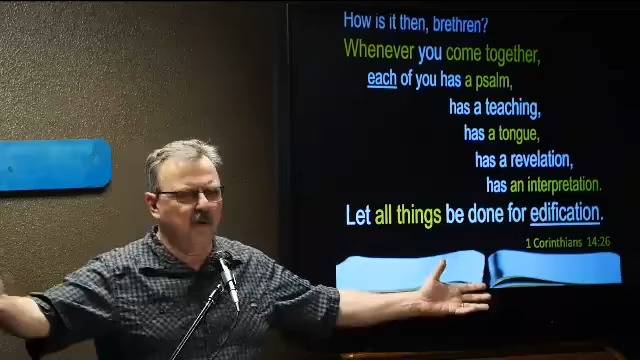 How is it then, brethren?
Whenever you come together,
each of you has a psalm,
has a teaching,
has a tongue,
has a revelation,
has an interpretation.
Let all things be done for edification.
1 Corinthians 14:26